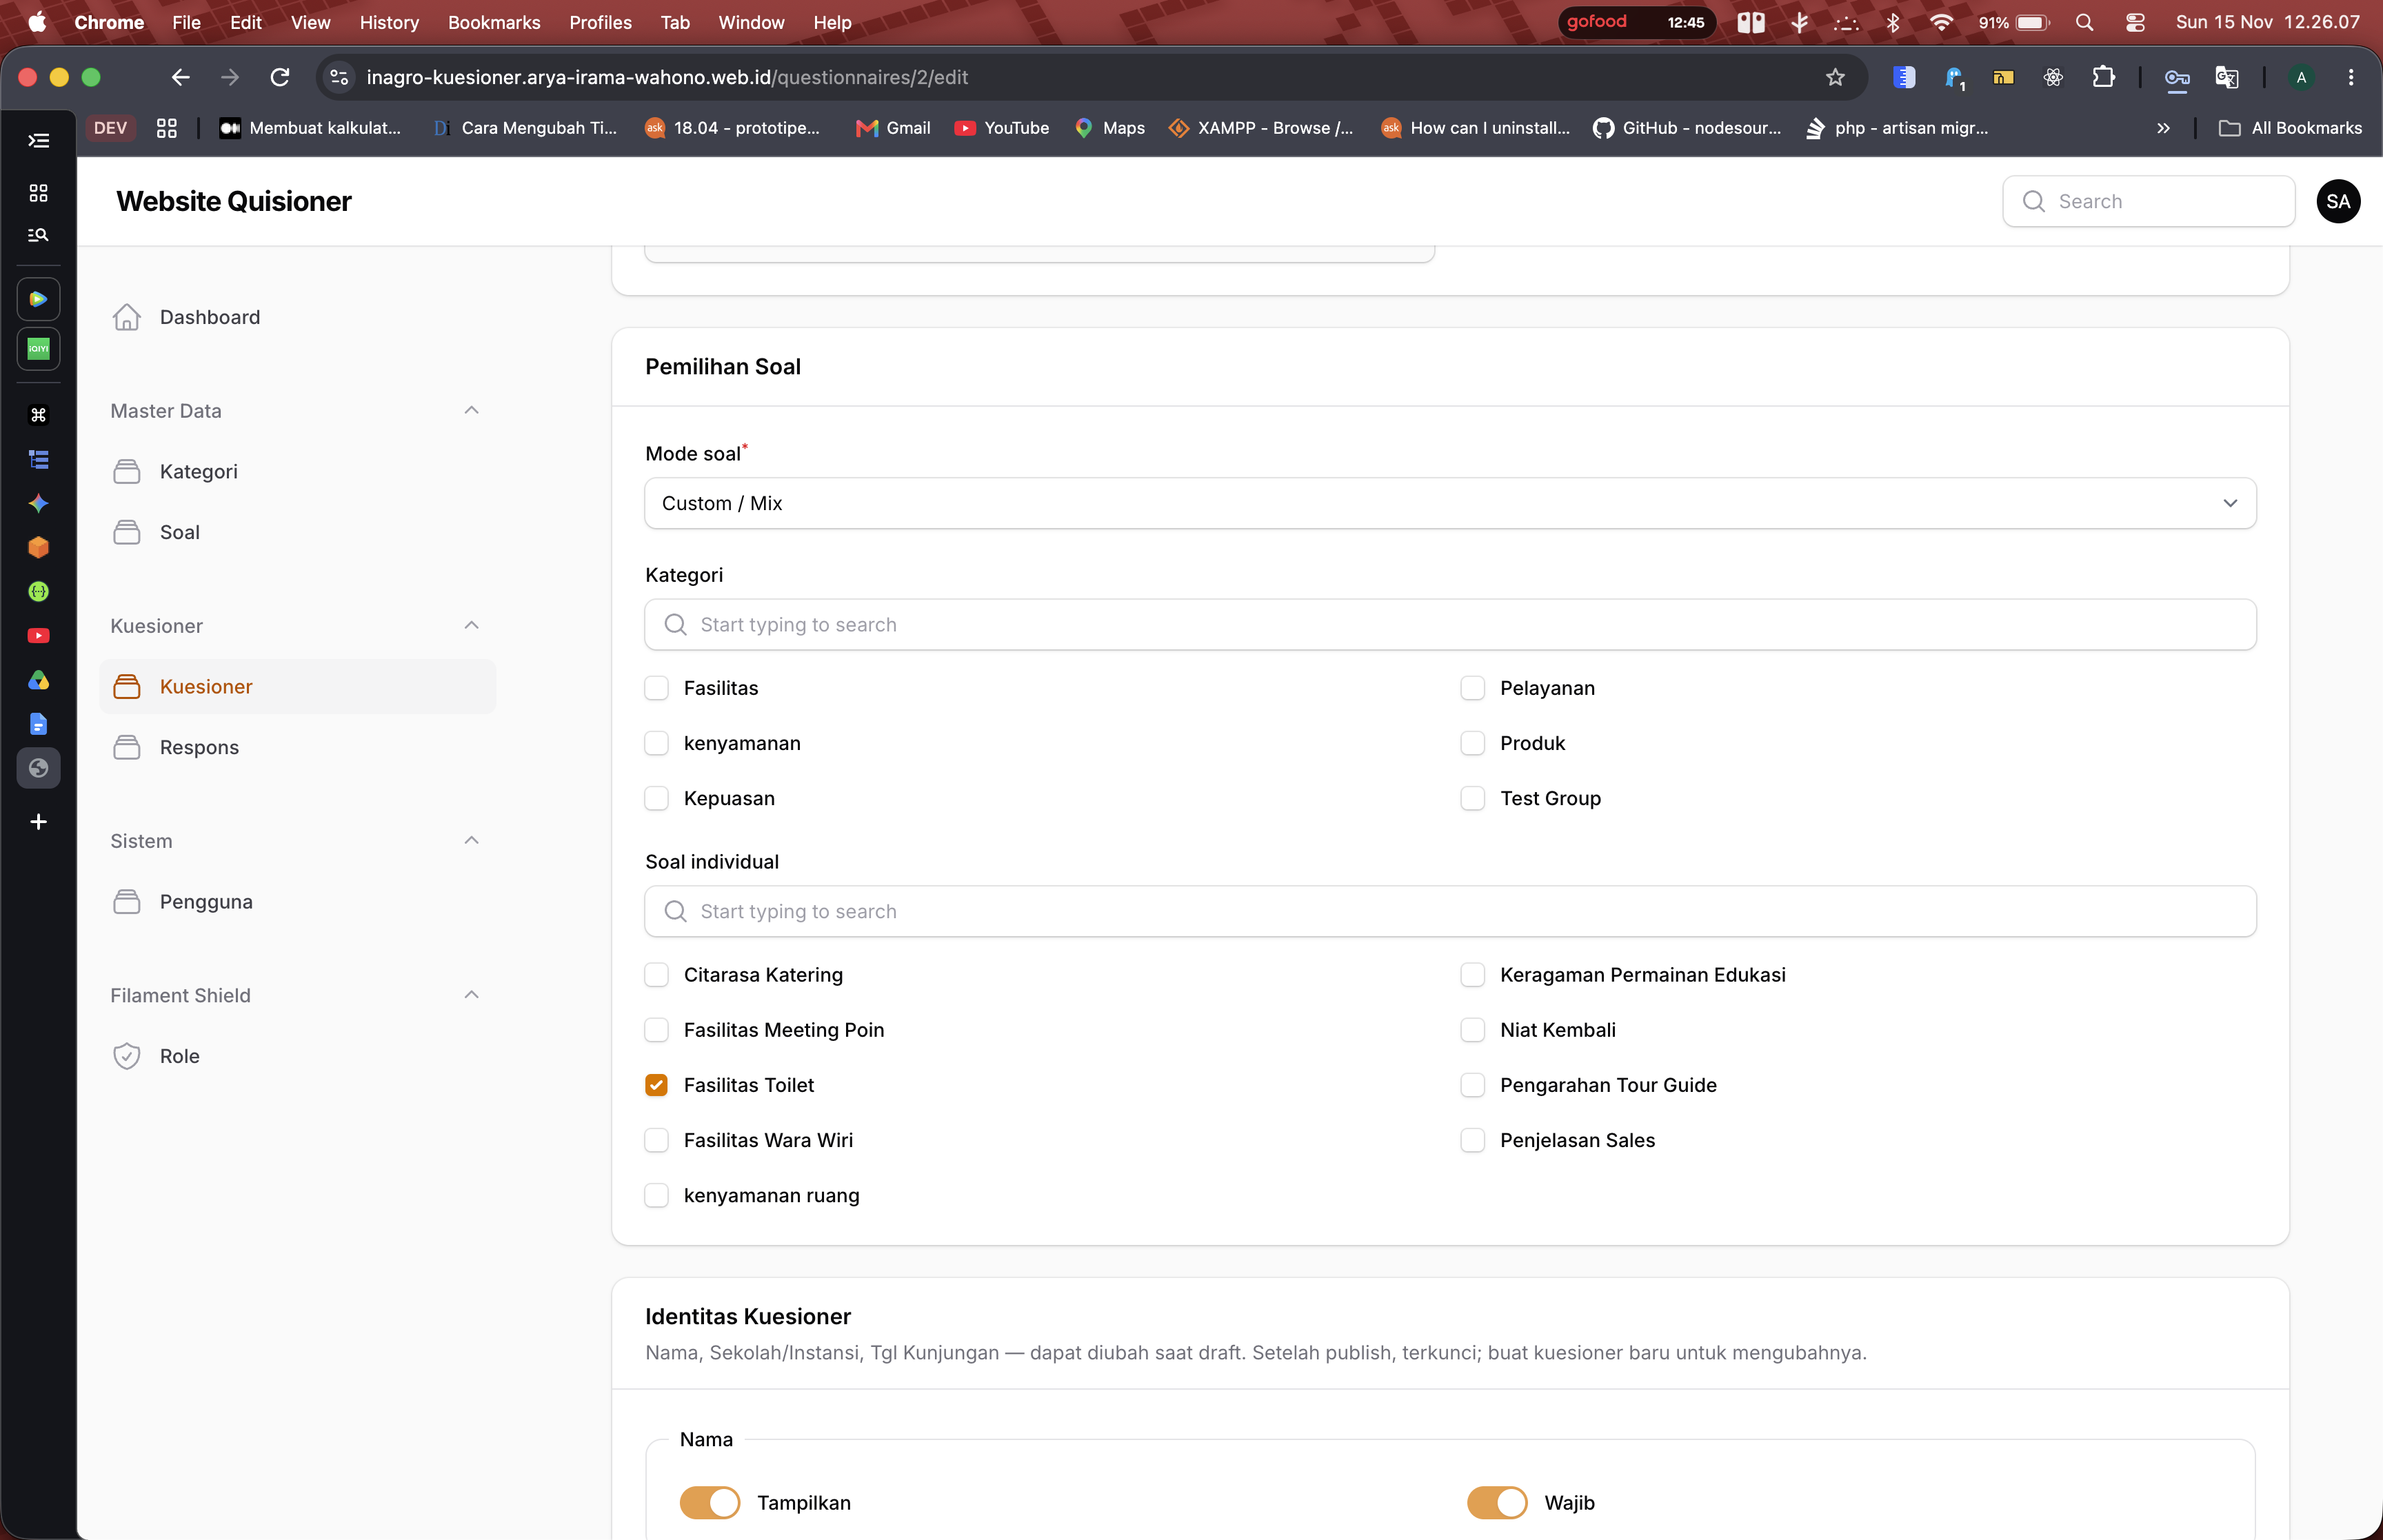 Chrome File Edit View History Bookmarks Profiles Tab Window Help gofood 12:45 91% Sun 15 Nov 12.26.07
inagro-kuesioner.arya-irama-wahono.web.id/questionnaires/2/edit 1 A
DEV Membuat kalkulat... Di Cara Mengubah Ti... ask 18.04 - prototipe... Gmail YouTube Maps XAMPP - Browse /... ask How can I uninstall... GitHub - nodesour... php - artisan migr... » All Bookmarks
Website Quisioner
Search
SA
iQIYI
Dashboard
Master Data
Kategori
Soal
Kuesioner
Kuesioner
Respons
Sistem
Pengguna
Filament Shield
Role
Pemilihan Soal
Mode soal*
Custom / Mix
Kategori
Start typing to search
Fasilitas
Pelayanan
kenyamanan
Produk
Kepuasan
Test Group
Soal individual
Start typing to search
Citarasa Katering
Keragaman Permainan Edukasi
Fasilitas Meeting Poin
Niat Kembali
Fasilitas Toilet
Pengarahan Tour Guide
Fasilitas Wara Wiri
Penjelasan Sales
kenyamanan ruang
Identitas Kuesioner
Nama, Sekolah/Instansi, Tgl Kunjungan — dapat diubah saat draft. Setelah publish, terkunci; buat kuesioner baru untuk mengubahnya.
Nama
Tampilkan
Wajib